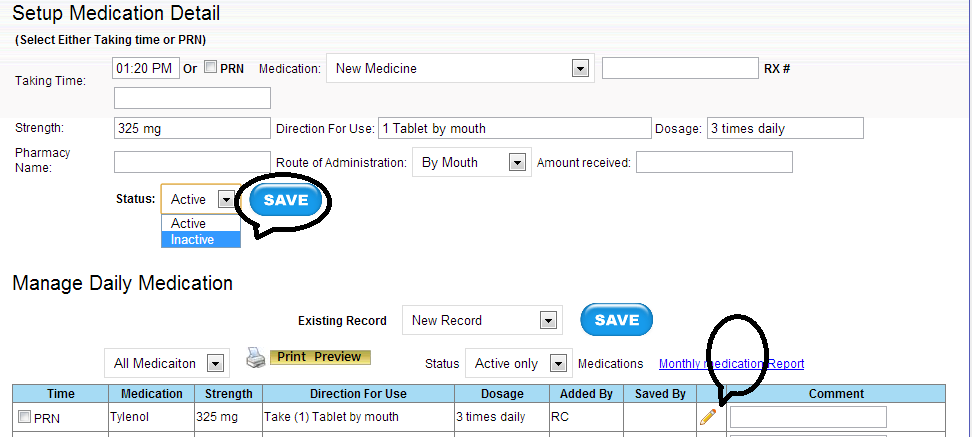 Setup Medication Detail
(Select Either Taking time or PRN)
Taking Time: 01:20 PM Or PRN Medication: New Medicine RX #
Strength: 325 mg Direction For Use: 1 Tablet by mouth Dosage: 3 times daily
Pharmacy Name: Route of Administration: By Mouth Amount received:
Status: Active SAVE
Active
Inactive
Manage Daily Medication
Existing Record New Record SAVE
All Medicaiton Print Preview Status Active only Medications Monthly medication Report
Time Medication Strength Direction For Use Dosage Added By Saved By Comment
PRN Tylenol 325 mg Take (1) Tablet by mouth 3 times daily RC